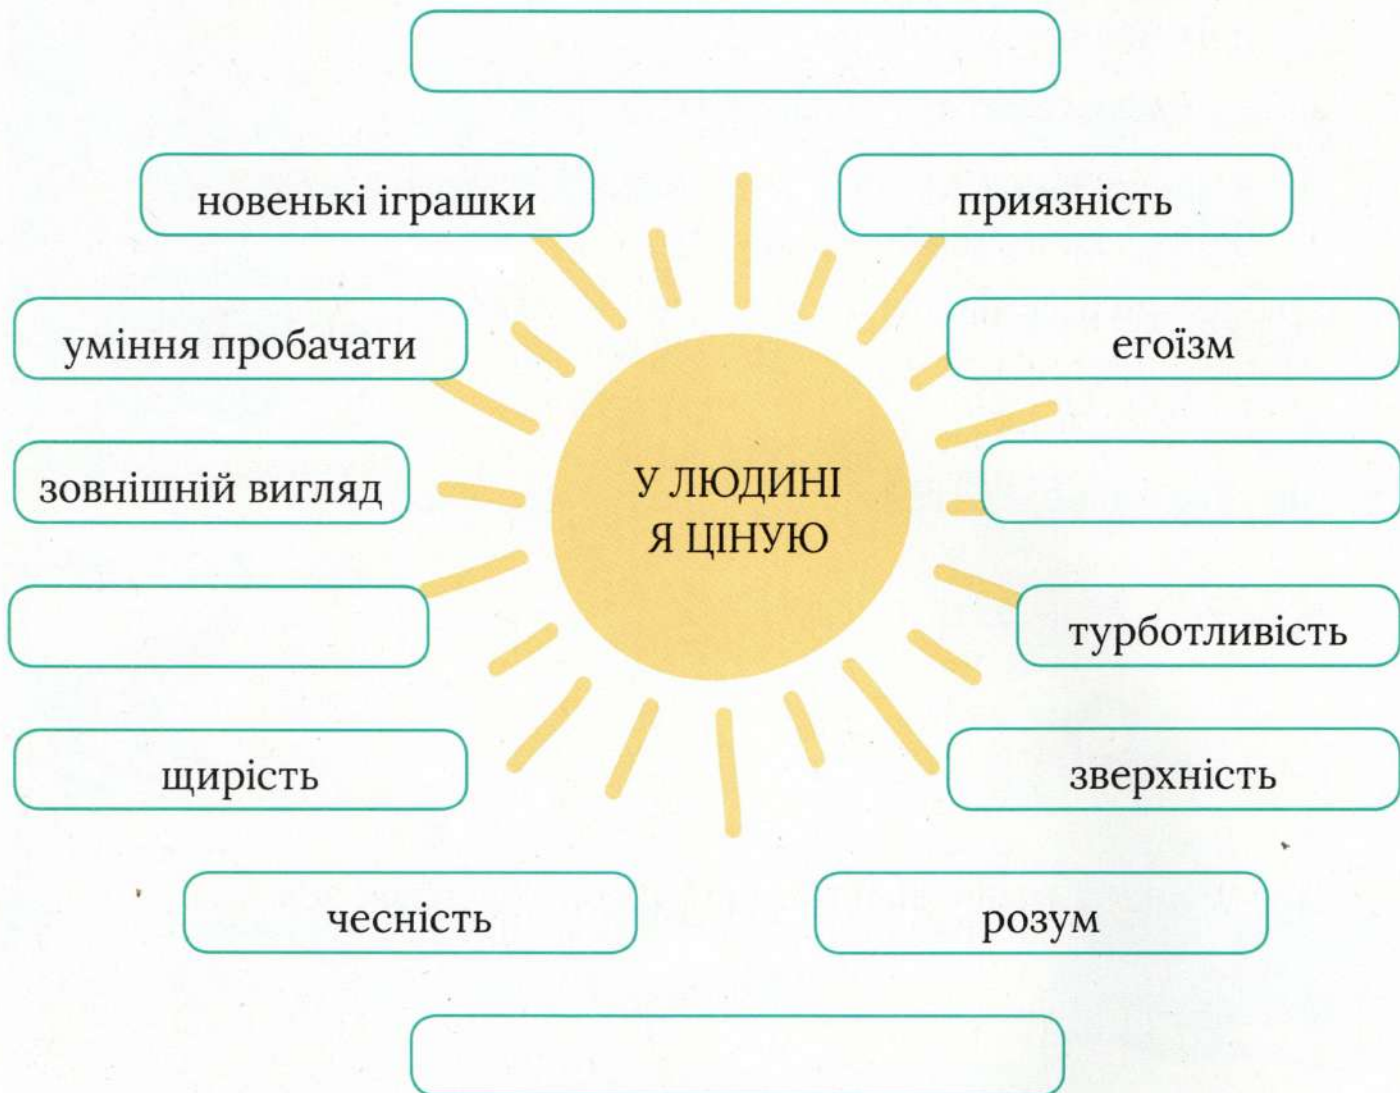 новенькі іграшки
приязність
уміння пробачати
егоїзм
зовнішній вигляд
У ЛЮДИНІ
Я ЦІНУЮ
турботливість
щирість
зверхність
чесність
розум